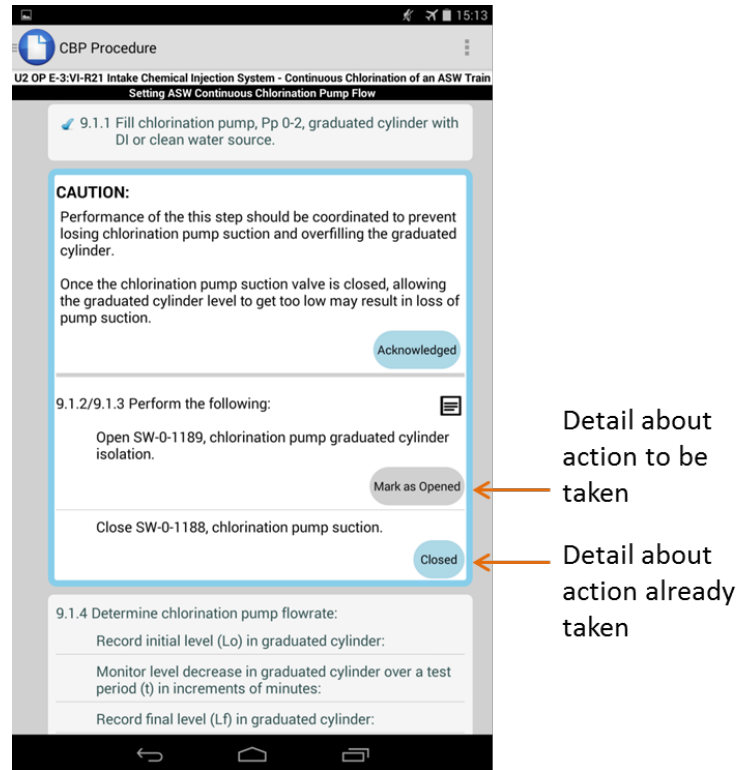 15:13
CBP Procedure
U2 OP E-3:VI-R21 Intake Chemical Injection System - Continuous Chlorination of an ASW Train
Setting ASW Continuous Chlorination Pump Flow
9.1.1 Fill chlorination pump, Pp 0-2, graduated cylinder with
DI or clean water source.
CAUTION:
Performance of the this step should be coordinated to prevent
losing chlorination pump suction and overfilling the graduated
cylinder.
Once the chlorination pump suction valve is closed, allowing
the graduated cylinder level to get too low may result in loss of
pump suction.
Acknowledged
9.1.2/9.1.3 Perform the following:
Open SW-0-1189, chlorination pump graduated cylinder
isolation.
Mark as Opened
Close SW-0-1188, chlorination pump suction.
Closed
9.1.4 Determine chlorination pump flowrate:
Record initial level (Lo) in graduated cylinder:
Monitor level decrease in graduated cylinder over a test
period (t) in increments of minutes:
Record final level (Lf) in graduated cylinder:
Detail about
action to be
taken
Detail about
action already
taken